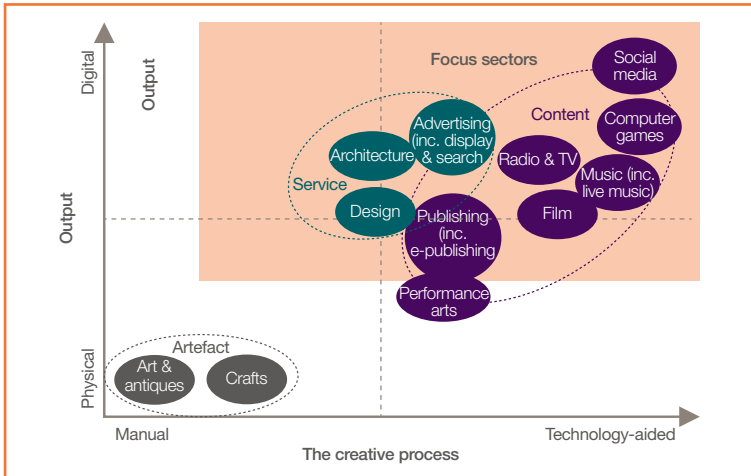 Digital
Output
Output
Physical
Focus sectors
Social
media
Content
Computer
games
Advertising
(inc. display
& search
Architecture
Radio & TV
Music (inc.
live music)
Service
Design
Publishing
(inc.
e-publishing
Film
Performance
arts
Artefact
Art &
antiques
Crafts
Manual
Technology-aided
The creative process